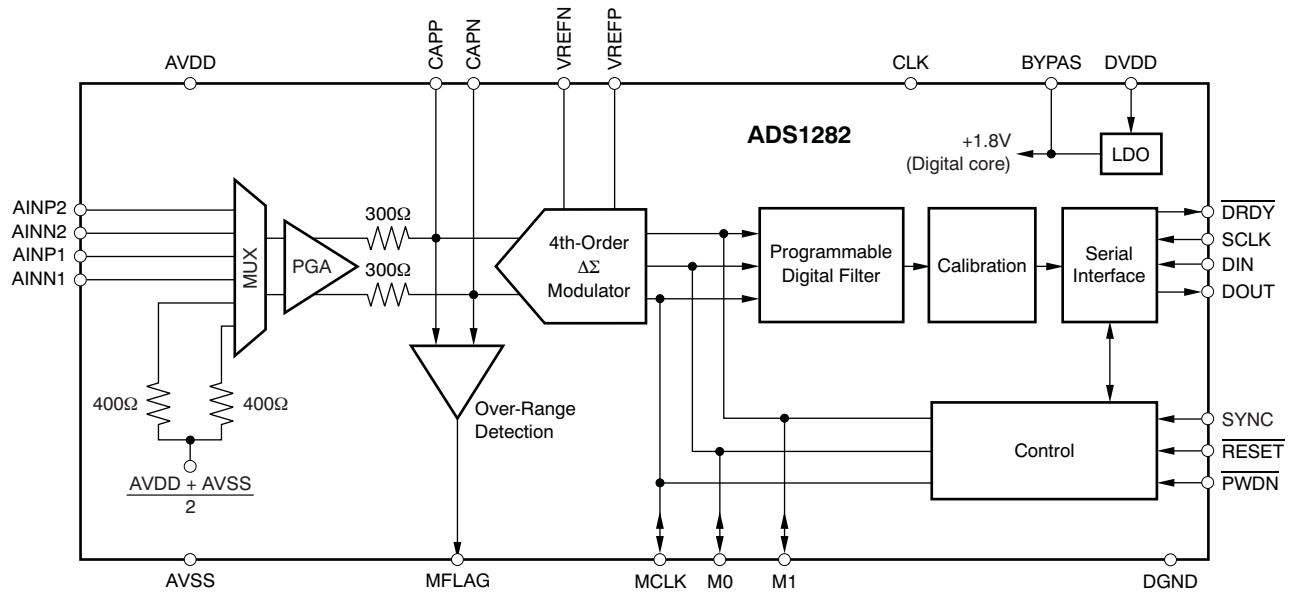 CAPP
CAPN
VREFN
VREFP
AVDD
CLK
BYPAS
DVDD
ADS1282
+1.8V
(Digital core)
LDO
AINP2
AINN2
AINP1
AINN1
MUX
PGA
300Ω
300Ω
4th-Order
ΔΣ
Modulator
Programmable
Digital Filter
Calibration
Serial
Interface
DRDY
SCLK
DIN
DOUT
400Ω
400Ω
AVDD + AVSS
2
Over-Range
Detection
Control
SYNC
RESET
PWDN
AVSS
MFLAG
MCLK
M0
M1
DGND